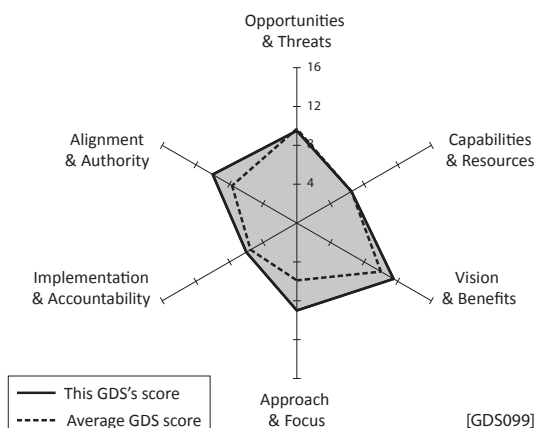 Opportunities
& Threats
16
12
8
4
Alignment
& Authority
Capabilities
& Resources
Implementation
& Accountability
Vision
& Benefits
Approach
& Focus
This GDS's score
Average GDS score
[GDS099]